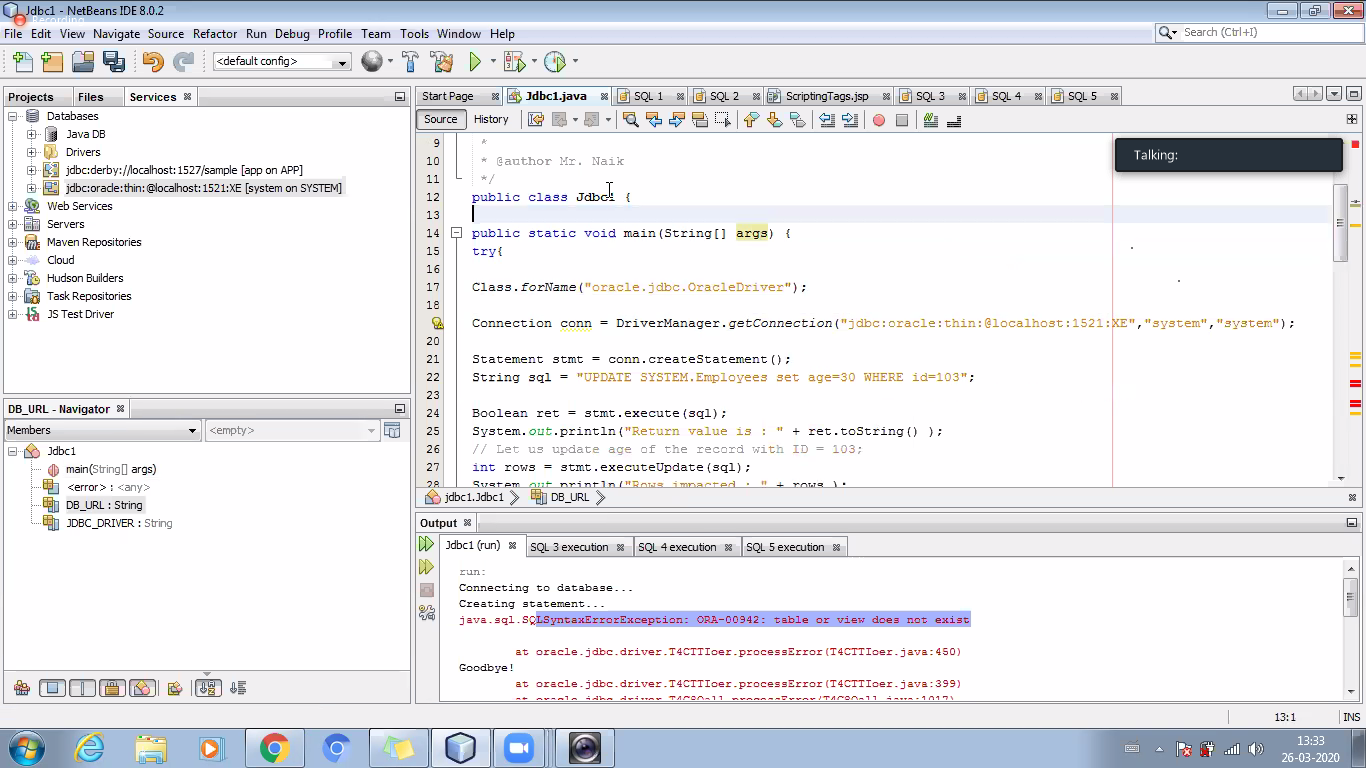 Jdbc1 - NetBeans IDE 8.0.2
Recording
File Edit View Navigate Source Refactor Run Debug Profile Team Tools Window Help
Search (Ctrl+I)
<default config>
Projects Files Services
Start Page Jdbc1.java SQL 1 SQL 2 ScriptingTags.jsp SQL 3 SQL 4 SQL 5
Source History
Databases
Java DB
Drivers
jdbc:derby://localhost:1527/sample [app on APP]
jdbc:oracle:thin:@localhost:1521:XE [system on SYSTEM]
Web Services
Servers
Maven Repositories
Cloud
Hudson Builders
Task Repositories
JS Test Driver
9 *
10 * @author Mr. Naik
11 */
12 public class Jdbc1 {
13
14 public static void main(String[] args) {
15 try{
16
17 Class.forName("oracle.jdbc.OracleDriver");
18
Connection conn = DriverManager.getConnection("jdbc:oracle:thin:@localhost:1521:XE","system","system");
20
21 Statement stmt = conn.createStatement();
22 String sql = "UPDATE SYSTEM.Employees set age=30 WHERE id=103";
23
24 Boolean ret = stmt.execute(sql);
25 System.out.println("Return value is : " + ret.toString() );
26 // Let us update age of the record with ID = 103;
27 int rows = stmt.executeUpdate(sql);
System.out.println("Rows impacted : " + rows );
Talking:
jdbc1.Jdbc1 DB_URL
DB_URL - Navigator
Members <empty>
Jdbc1
main(String[] args)
<error> : <any>
DB_URL : String
JDBC_DRIVER : String
Output
Jdbc1 (run) SQL 3 execution SQL 4 execution SQL 5 execution
run:
Connecting to database...
Creating statement...
java.sql.SQLSyntaxErrorException: ORA-00942: table or view does not exist
at oracle.jdbc.driver.T4CTTIoer.processError(T4CTTIoer.java:450)
Goodbye!
at oracle.jdbc.driver.T4CTTIoer.processError(T4CTTIoer.java:399)
at oracle.jdbc.driver.T4C8Oall.processError(T4C8Oall.java:1017)
13:1 INS
13:33
26-03-2020